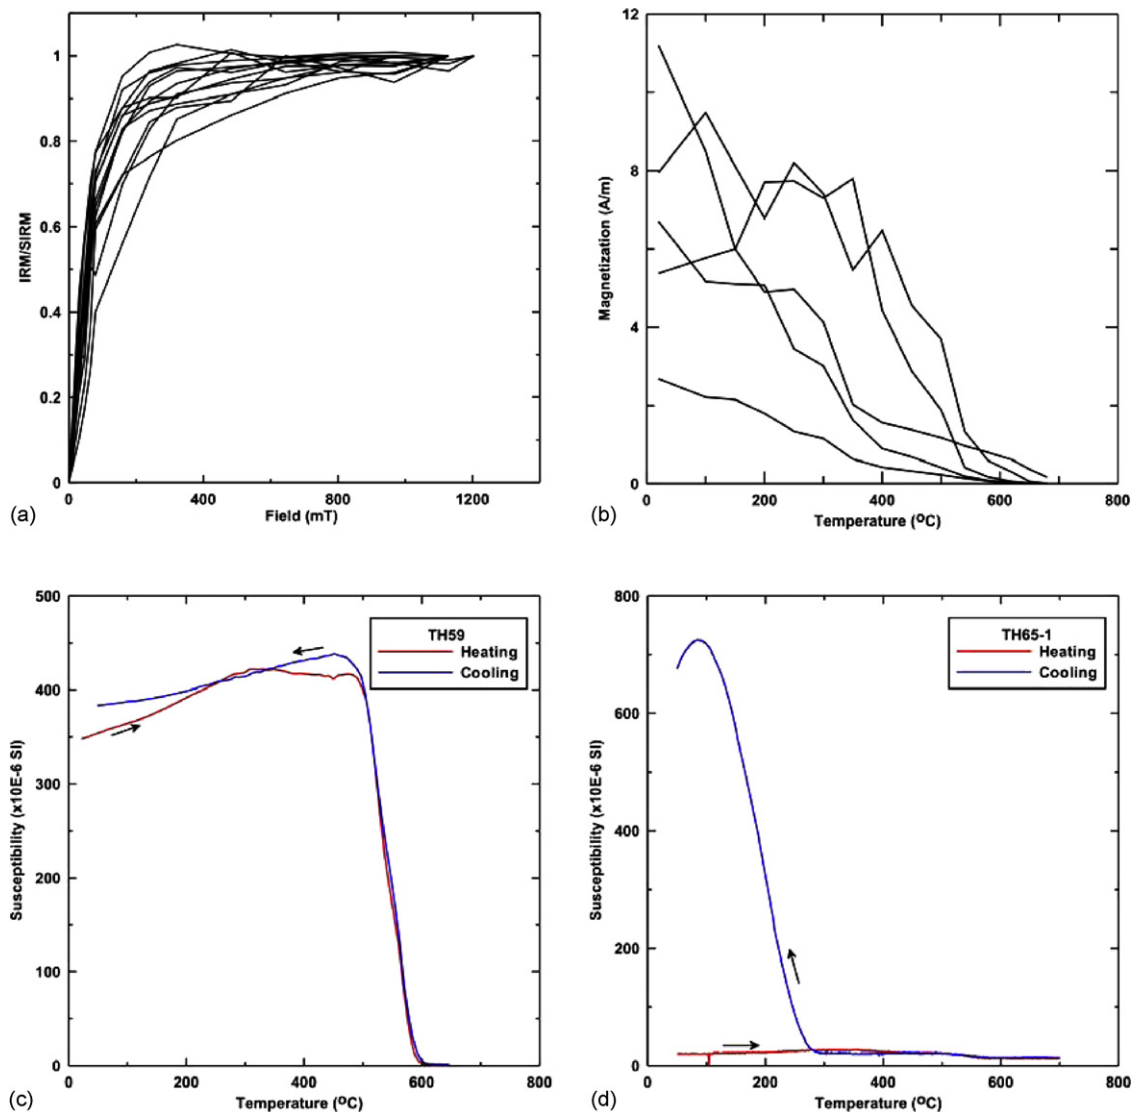 1
0.8
0.6
0.4
0.2
0
IRM/SIRM
0 400 800 1200
Field (mT)
(a)
12
8
4
0
Magnetization (A/m)
0 200 400 600 800
Temperature (OC)
(b)
500
400
300
200
100
0
Susceptibility (x10E-6 SI)
TH59
Heating
Cooling
0 200 400 600 800
Temperature (OC)
(c)
800
600
400
200
0
Susceptibility (x10E-6 SI)
TH65-1
Heating
Cooling
0 200 400 600 800
Temperature (OC)
(d)